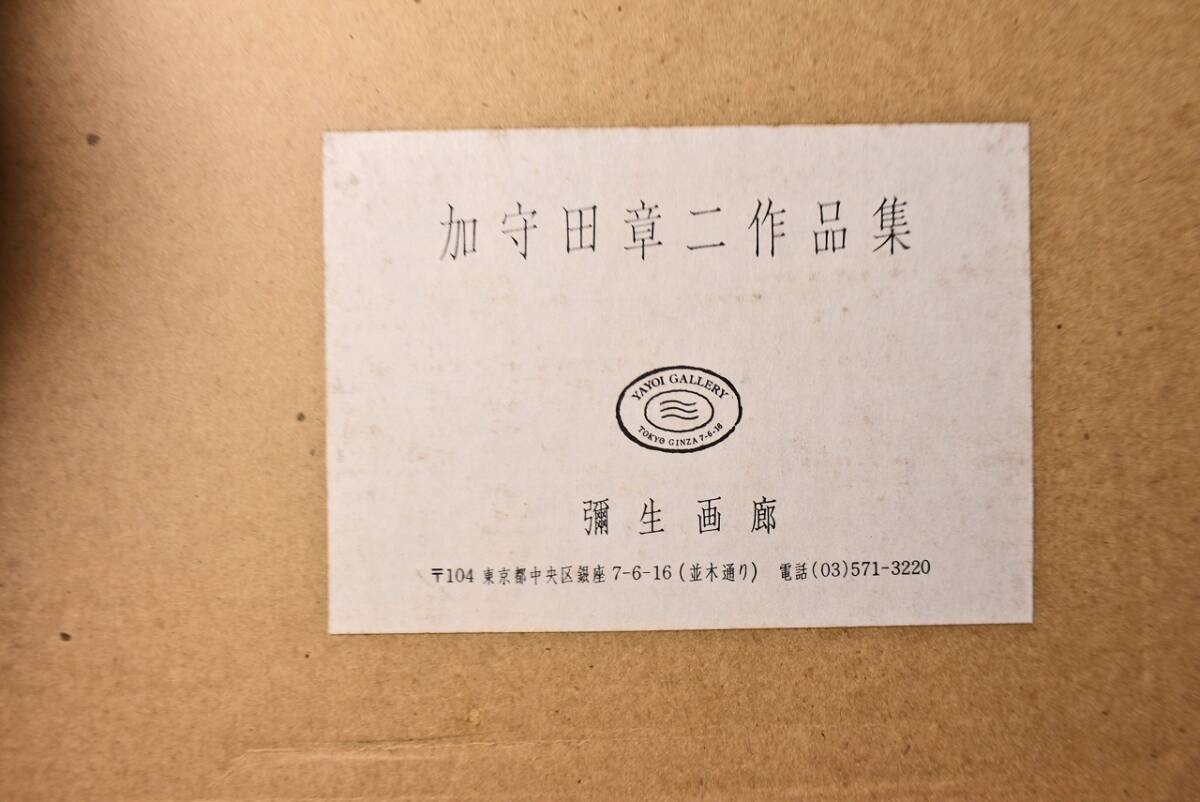 加守田章二作品集
YAYOI GALLERY
TOKYO GINZA 7-6-16
彌生画廊
〒104 東京都中央区銀座 7-6-16 (並木通り) 電話(03)571-3220